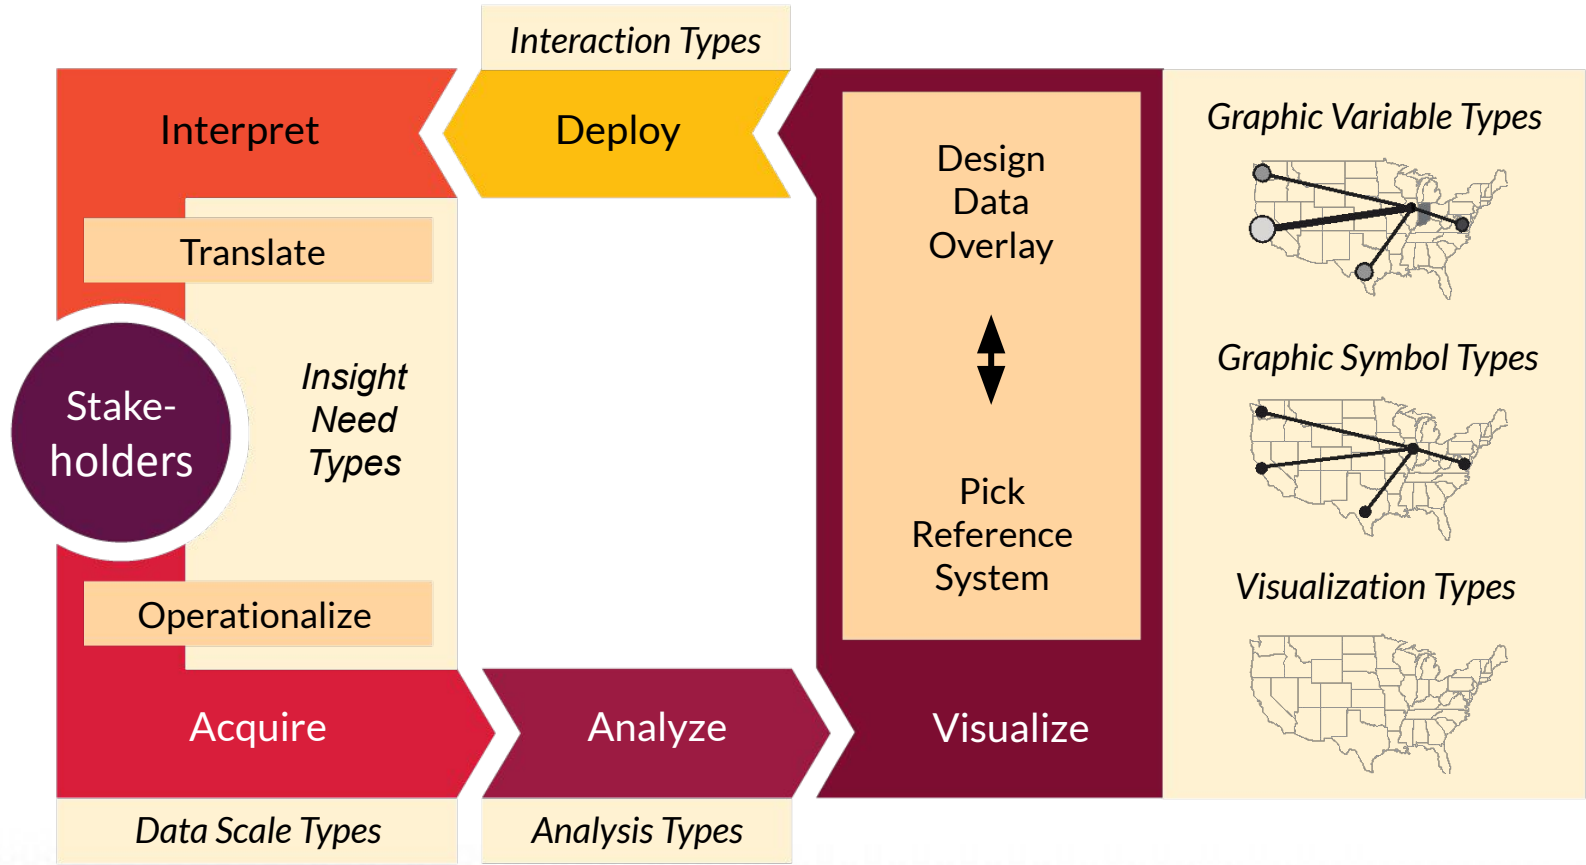 Interaction Types
Interpret
Deploy
Design
Data
Overlay
Graphic Variable Types
Translate
Stake-
holders
Insight
Need
Types
Graphic Symbol Types
Pick
Reference
System
Operationalize
Visualization Types
Acquire
Analyze
Visualize
Data Scale Types
Analysis Types